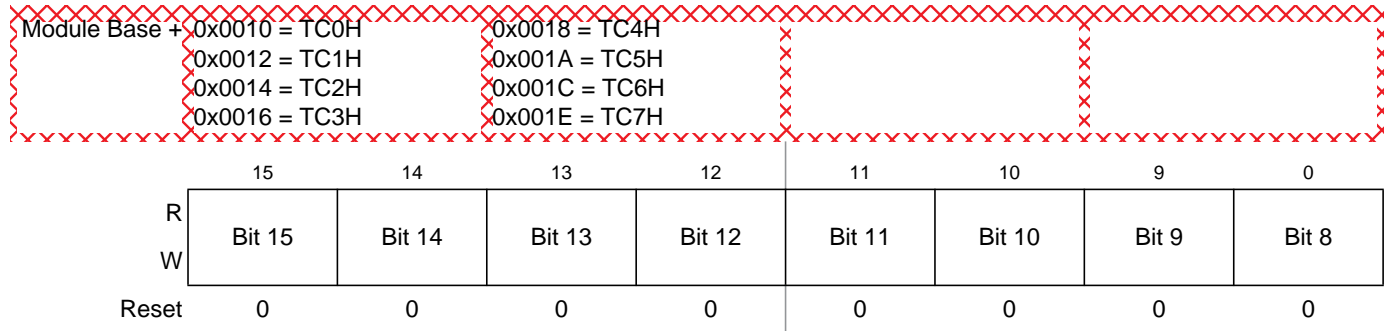 Module Base + 0x0010 = TC0H 0x0018 = TC4H
0x0012 = TC1H 0x001A = TC5H
0x0014 = TC2H 0x001C = TC6H
0x0016 = TC3H 0x001E = TC7H
15 14 13 12 11 10 9 0
R
Bit 15 Bit 14 Bit 13 Bit 12 Bit 11 Bit 10 Bit 9 Bit 8
W
Reset 0 0 0 0 0 0 0 0